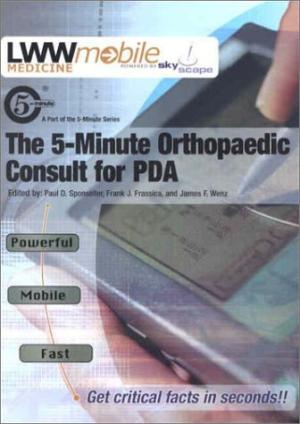 LWW mobile
MEDICINE
POWERED BY skyscape
5 minute
A Part of the 5-Minute Series
The 5-Minute Orthopaedic
Consult for PDA
Edited by: Paul D. Sponseller, Frank J. Frassica, and James F. Wenz
Powerful
Mobile
Fast
Get critical facts in seconds!!